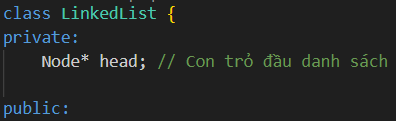 class LinkedList {
private:
    Node* head; // Con trỏ đầu danh sách
public: